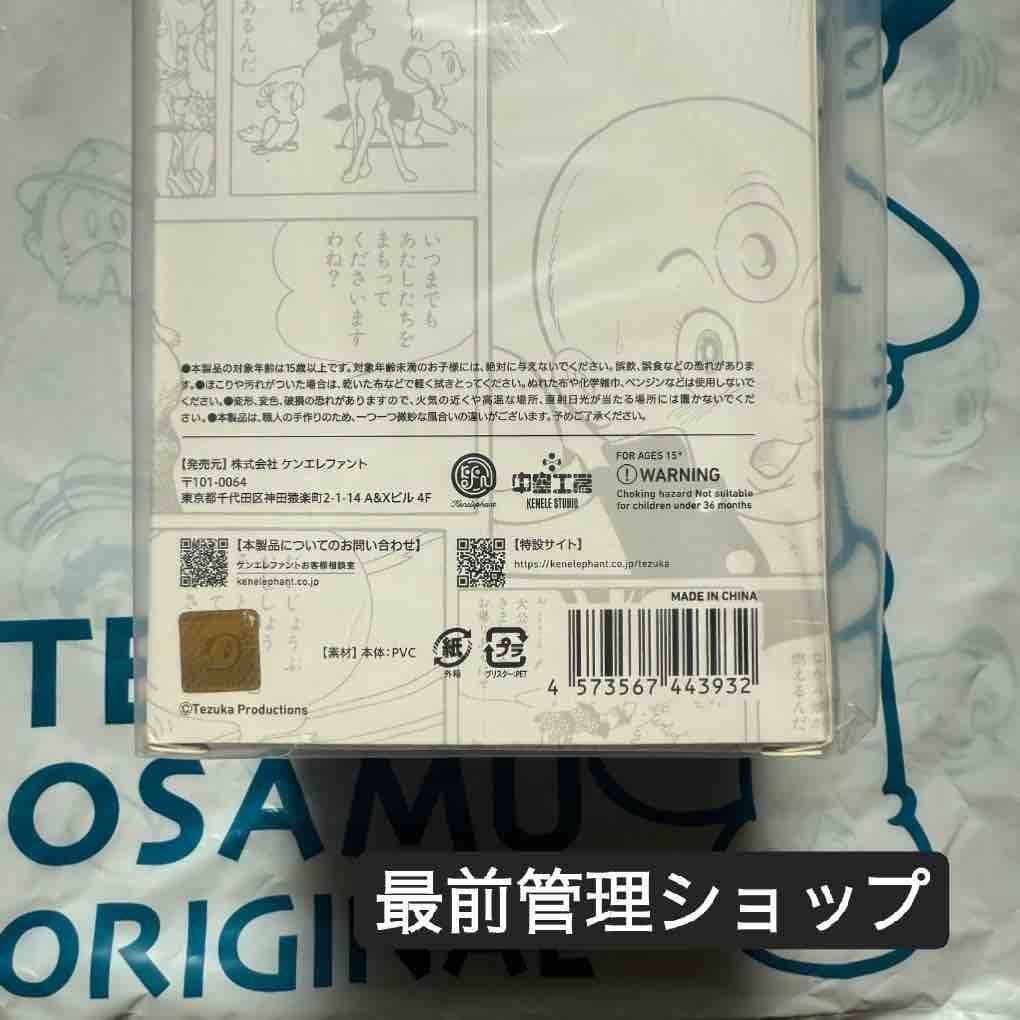 あるんだ
は
いつまでも
あたしたちを
まもって
くださいます
わね？
●本製品の対象年齢は15歳以上です。対象年齢未満のお子様には、絶対に与えないでください。誤飲、誤食などの恐れがありま
す。●ほこりや汚れがついた場合は、乾いた布などで軽く拭きとってください。ぬれた布や化学雑巾、ベンジンなどは使用しないで
ください。●変形、変色、破損の恐れがありますので、火気の近くや高温な場所、直射日光が当たる場所には置かないでくだ
さい。●本製品は、職人の手作りのため、一つ一つ微妙な風合いの違いがございます。予めご了承ください。
【発売元】株式会社 ケンエレファント
〒101-0064
東京都千代田区神田猿楽町2-1-14 A&Xビル 4F
Kenelephant
中空工房
KENELE STUDIO
FOR AGES 15+
WARNING
Choking hazard Not suitable
for children under 36 months
【本製品についてのお問い合わせ】
ケンエレファントお客様相談室
kenelephant.co.jp
【特設サイト】
https://kenelephant.co.jp/tezuka
MADE IN CHINA
【素材】本体：PVC
紙
外箱
プラ
ブリスター：PET
4 573567 443932
©Tezuka Productions
燃えるんだ
TE
OSAMU
ORIGINAL
最前管理ショップ